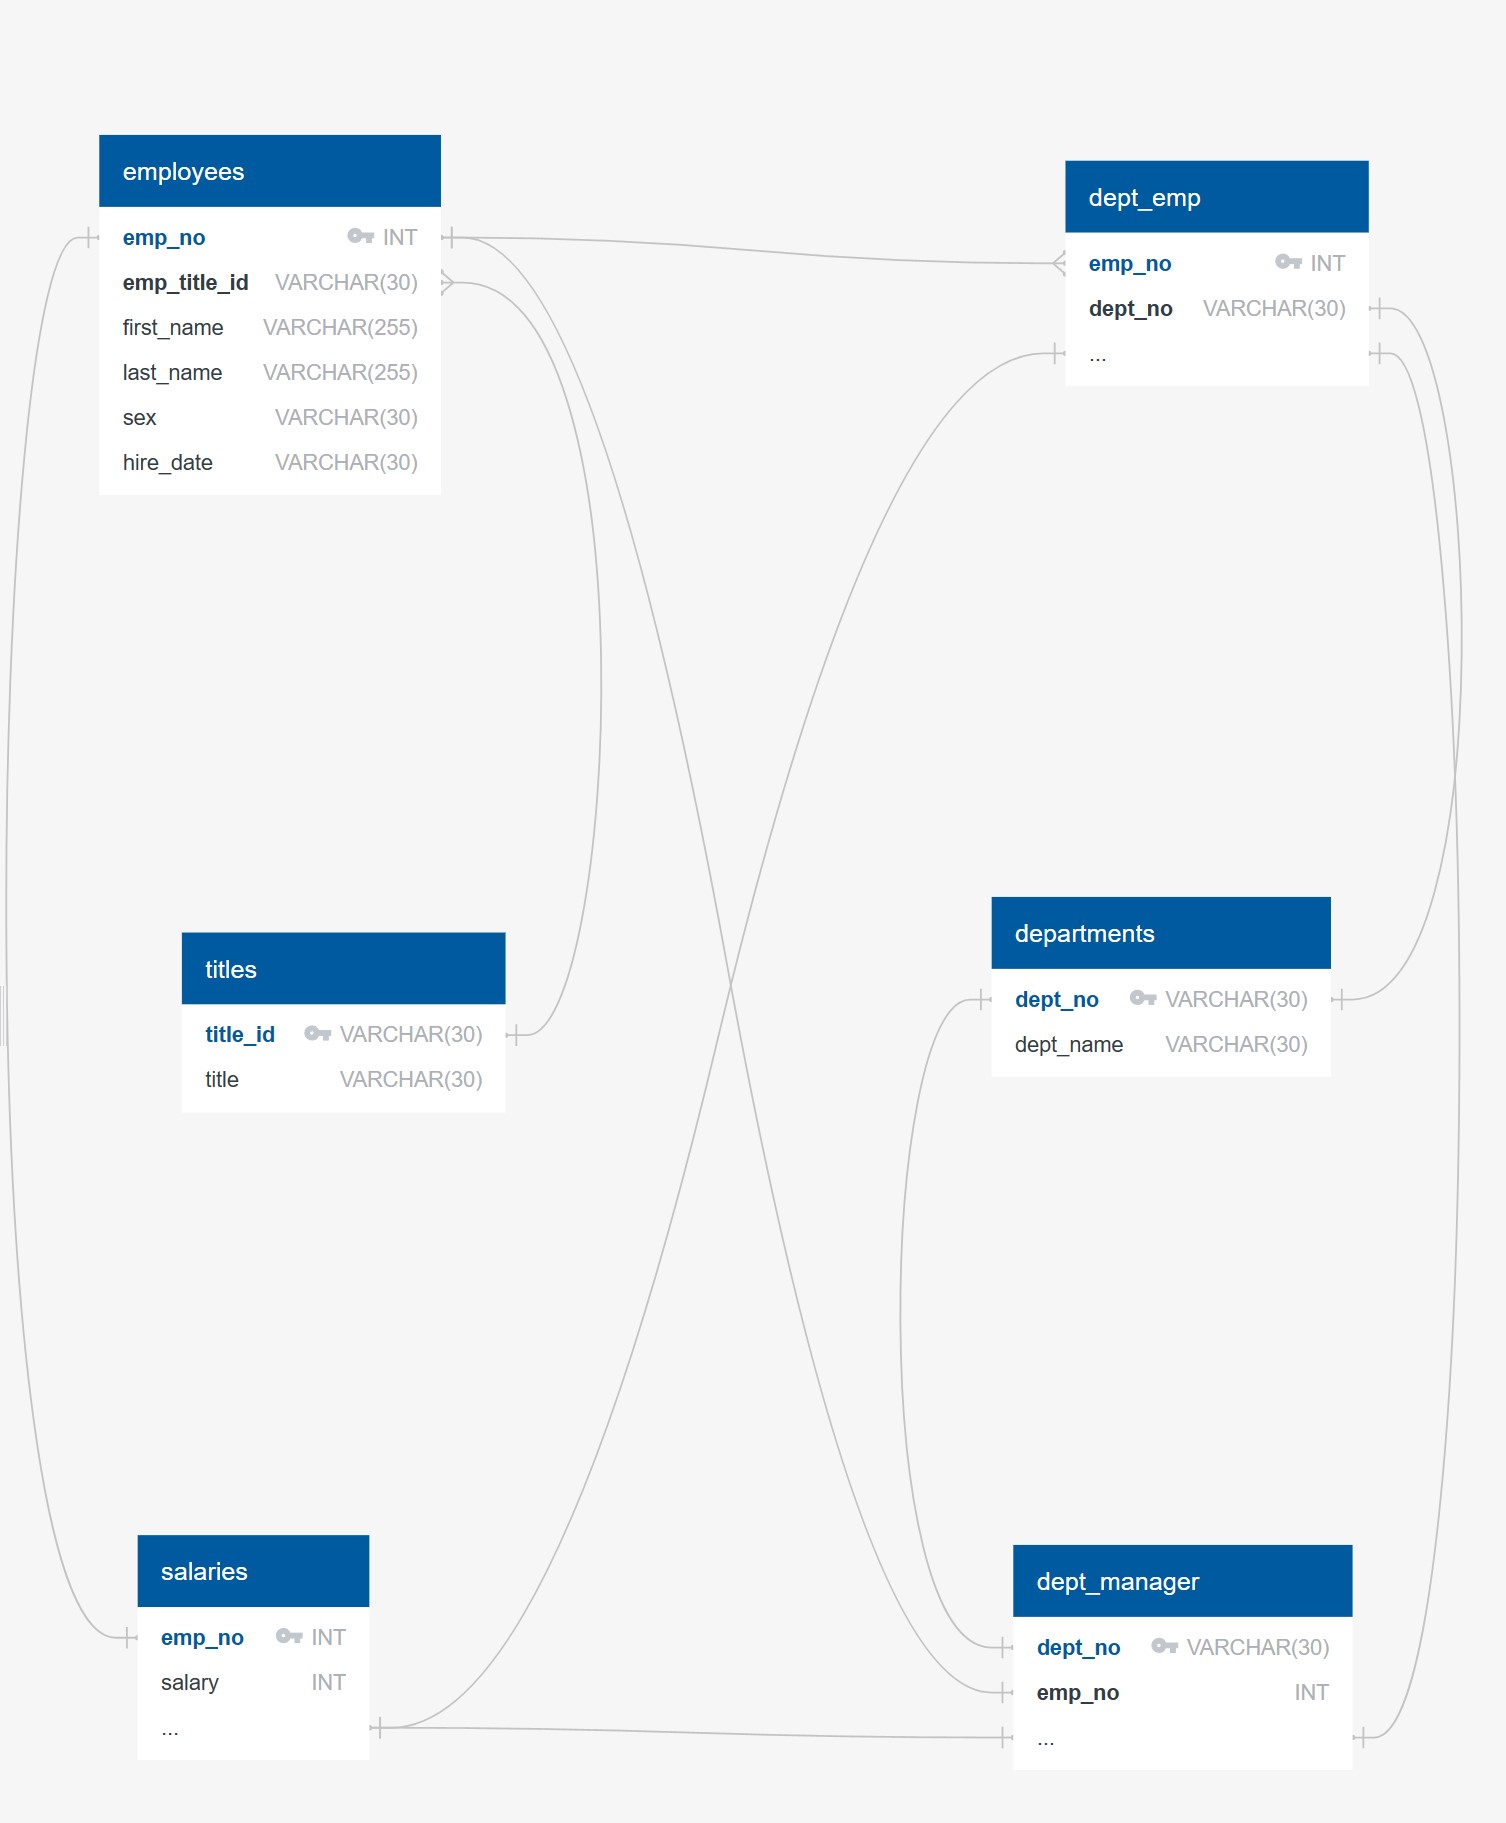 employees
emp_no INT
emp_title_id VARCHAR(30)
first_name VARCHAR(255)
last_name VARCHAR(255)
sex VARCHAR(30)
hire_date VARCHAR(30)
dept_emp
emp_no INT
dept_no VARCHAR(30)
...
titles
title_id VARCHAR(30)
title VARCHAR(30)
departments
dept_no VARCHAR(30)
dept_name VARCHAR(30)
salaries
emp_no INT
salary INT
...
dept_manager
dept_no VARCHAR(30)
emp_no INT
...